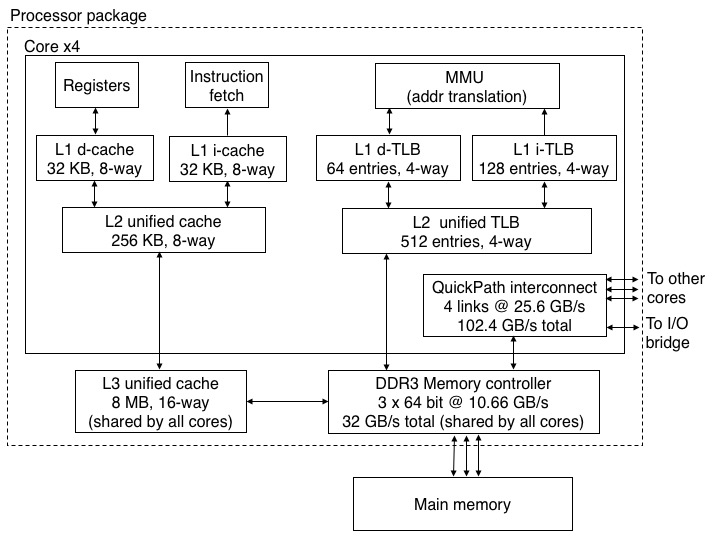 Processor package
Core x4
Registers
Instruction
fetch
MMU
(addr translation)
L1 d-cache
32 KB, 8-way
L1 i-cache
32 KB, 8-way
L1 d-TLB
64 entries, 4-way
L1 i-TLB
128 entries, 4-way
L2 unified cache
256 KB, 8-way
L2 unified TLB
512 entries, 4-way
QuickPath interconnect
4 links @ 25.6 GB/s
102.4 GB/s total
To other
cores
To I/O
bridge
L3 unified cache
8 MB, 16-way
(shared by all cores)
DDR3 Memory controller
3 x 64 bit @ 10.66 GB/s
32 GB/s total (shared by all cores)
Main memory